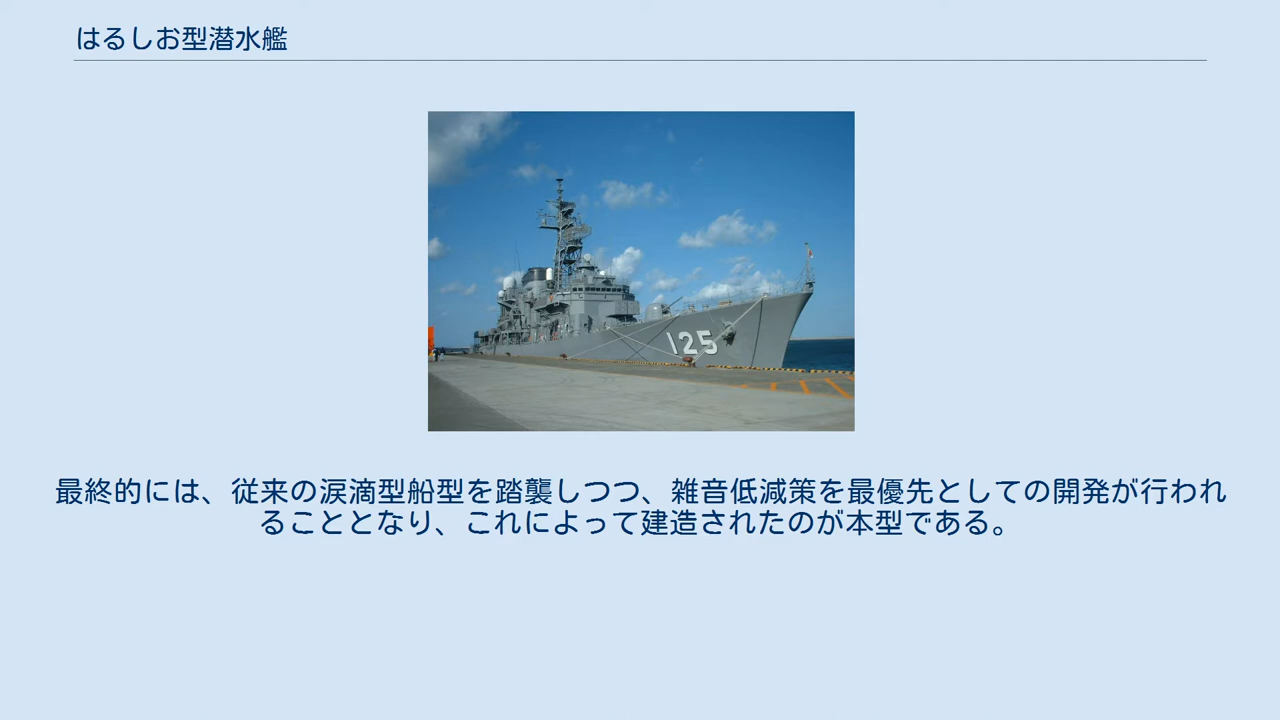 はるしお型潜水艦
125
最終的には、従来の涙滴型船型を踏襲しつつ、雑音低減策を最優先としての開発が行われ
ることとなり、これによって建造されたのが本型である。